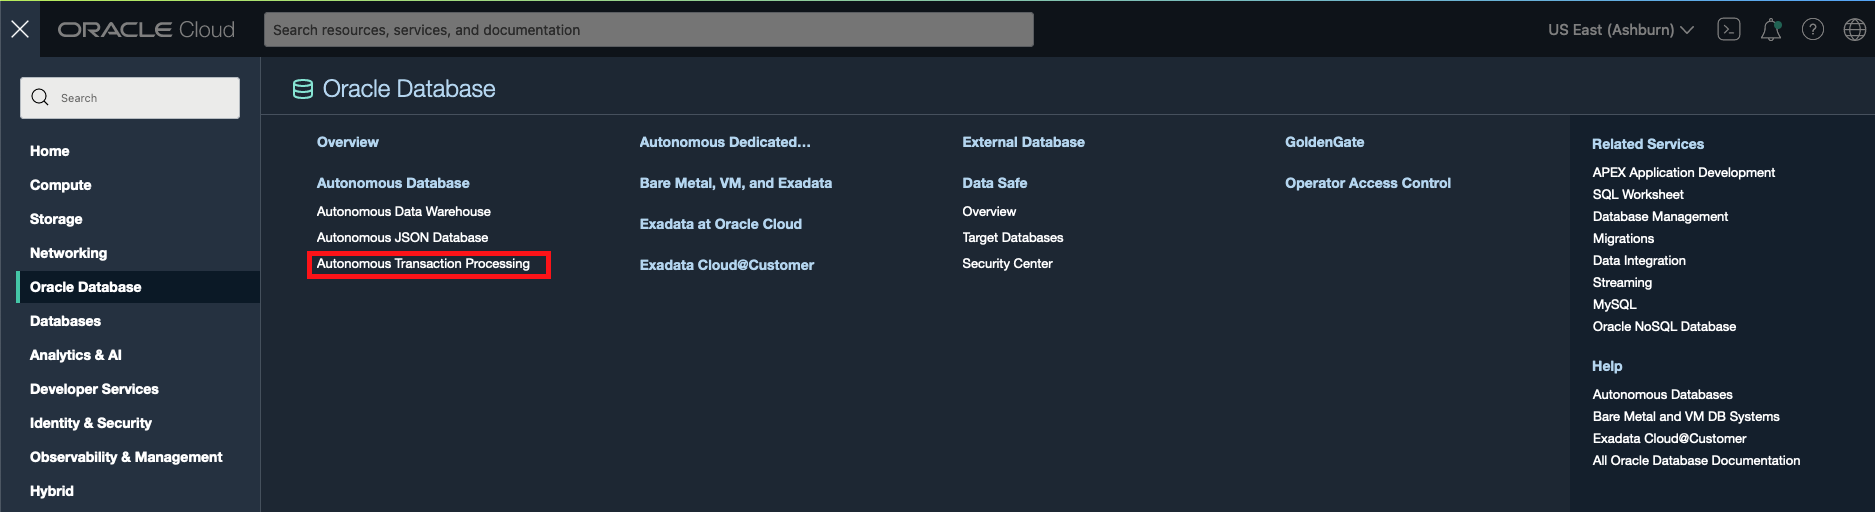 ORACLE Cloud
Search resources, services, and documentation
US East (Ashburn)
Search
Home
Compute
Storage
Networking
Oracle Database
Databases
Analytics & AI
Developer Services
Identity & Security
Observability & Management
Hybrid
Oracle Database
Overview
Autonomous Database
Autonomous Data Warehouse
Autonomous JSON Database
Autonomous Transaction Processing
Autonomous Dedicated...
Bare Metal, VM, and Exadata
Exadata at Oracle Cloud
Exadata Cloud@Customer
External Database
Data Safe
Overview
Target Databases
Security Center
GoldenGate
Operator Access Control
Related Services
APEX Application Development
SQL Worksheet
Database Management
Migrations
Data Integration
Streaming
MySQL
Oracle NoSQL Database
Help
Autonomous Databases
Bare Metal and VM DB Systems
Exadata Cloud@Customer
All Oracle Database Documentation